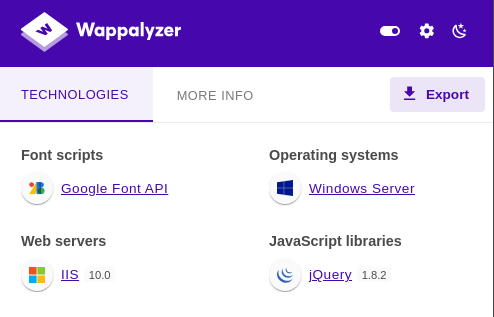 Wappalyzer
TECHNOLOGIES
MORE INFO
Export
Font scripts
Google Font API
Operating systems
Windows Server
Web servers
IIS 10.0
JavaScript libraries
jQuery 1.8.2